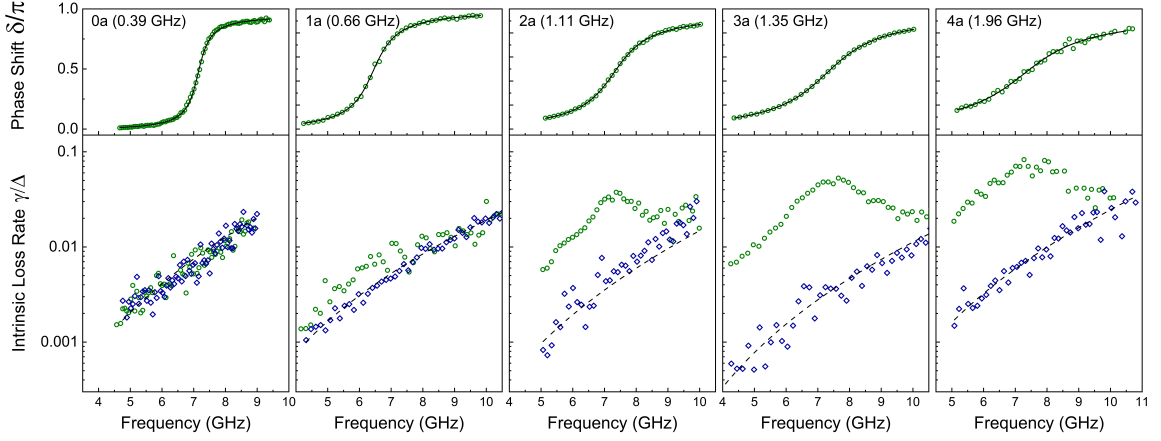 Phase Shift δ/π
1.0
0.5
0.0
0a (0.39 GHz)
1a (0.66 GHz)
2a (1.11 GHz)
3a (1.35 GHz)
4a (1.96 GHz)
Intrinsic Loss Rate γ/Δ
0.1
0.01
0.001
4 5 6 7 8 9
4 5 6 7 8 9 10
4 5 6 7 8 9 10
4 5 6 7 8 9 10
5 6 7 8 9 10 11
Frequency (GHz)
Frequency (GHz)
Frequency (GHz)
Frequency (GHz)
Frequency (GHz)